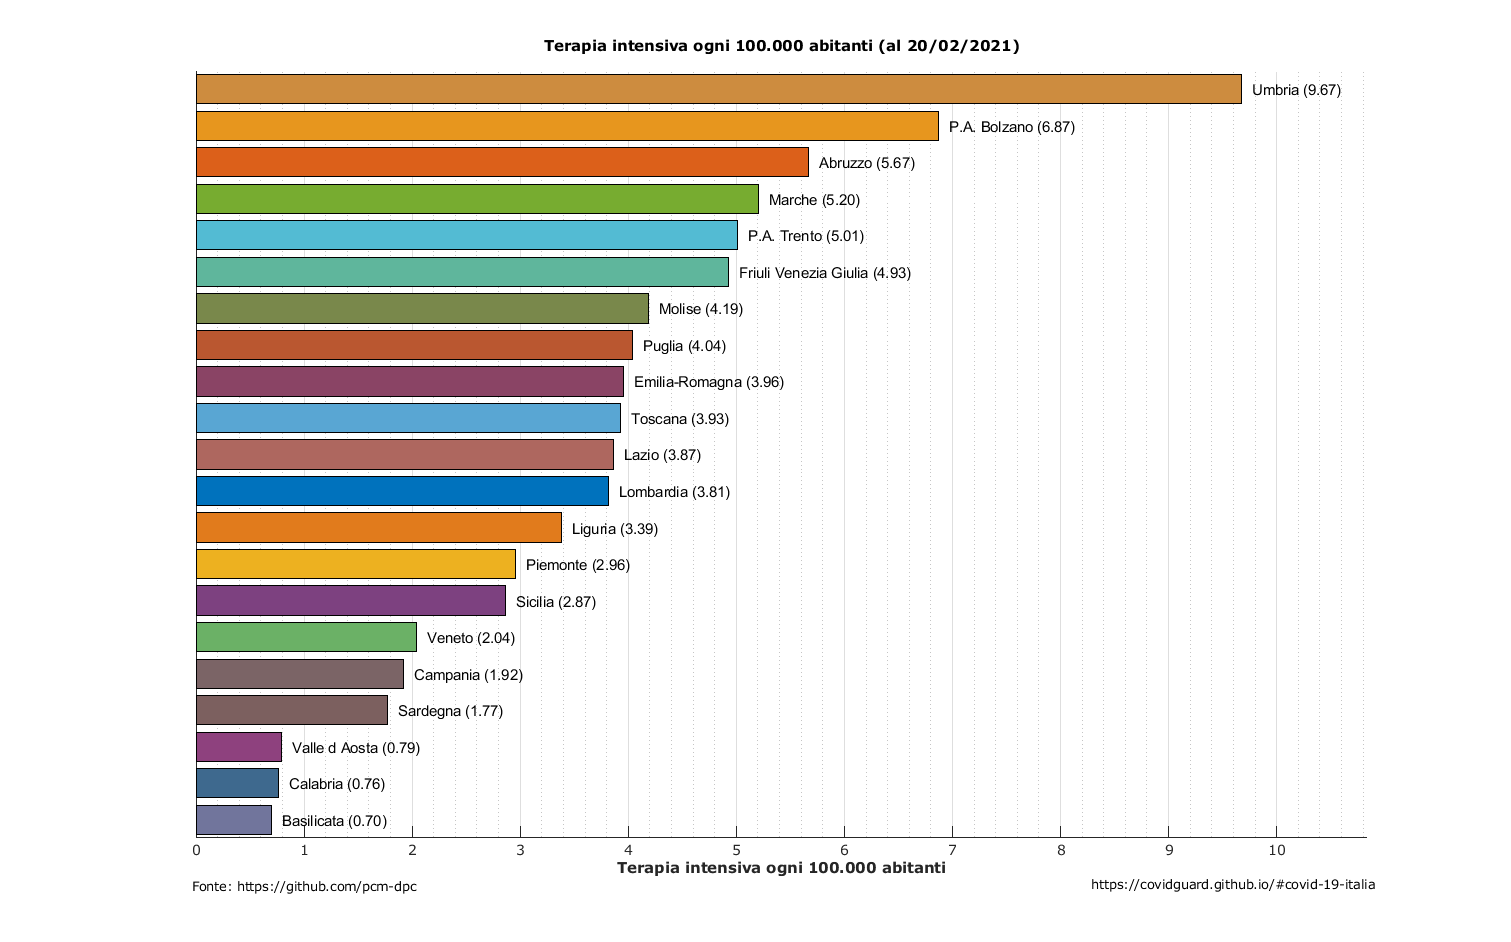 Terapia intensiva ogni 100.000 abitanti (al 20/02/2021)
Umbria (9.67)
P.A. Bolzano (6.87)
Abruzzo (5.67)
Marche (5.20)
P.A. Trento (5.01)
Friuli Venezia Giulia (4.93)
Molise (4.19)
Puglia (4.04)
Emilia-Romagna (3.96)
Toscana (3.93)
Lazio (3.87)
Lombardia (3.81)
Liguria (3.39)
Piemonte (2.96)
Sicilia (2.87)
Veneto (2.04)
Campania (1.92)
Sardegna (1.77)
Valle d Aosta (0.79)
Calabria (0.76)
Basilicata (0.70)
0 1 2 3 4 5 6 7 8 9 10
Terapia intensiva ogni 100.000 abitanti
Fonte: https://github.com/pcm-dpc
https://covidguard.github.io/#covid-19-italia